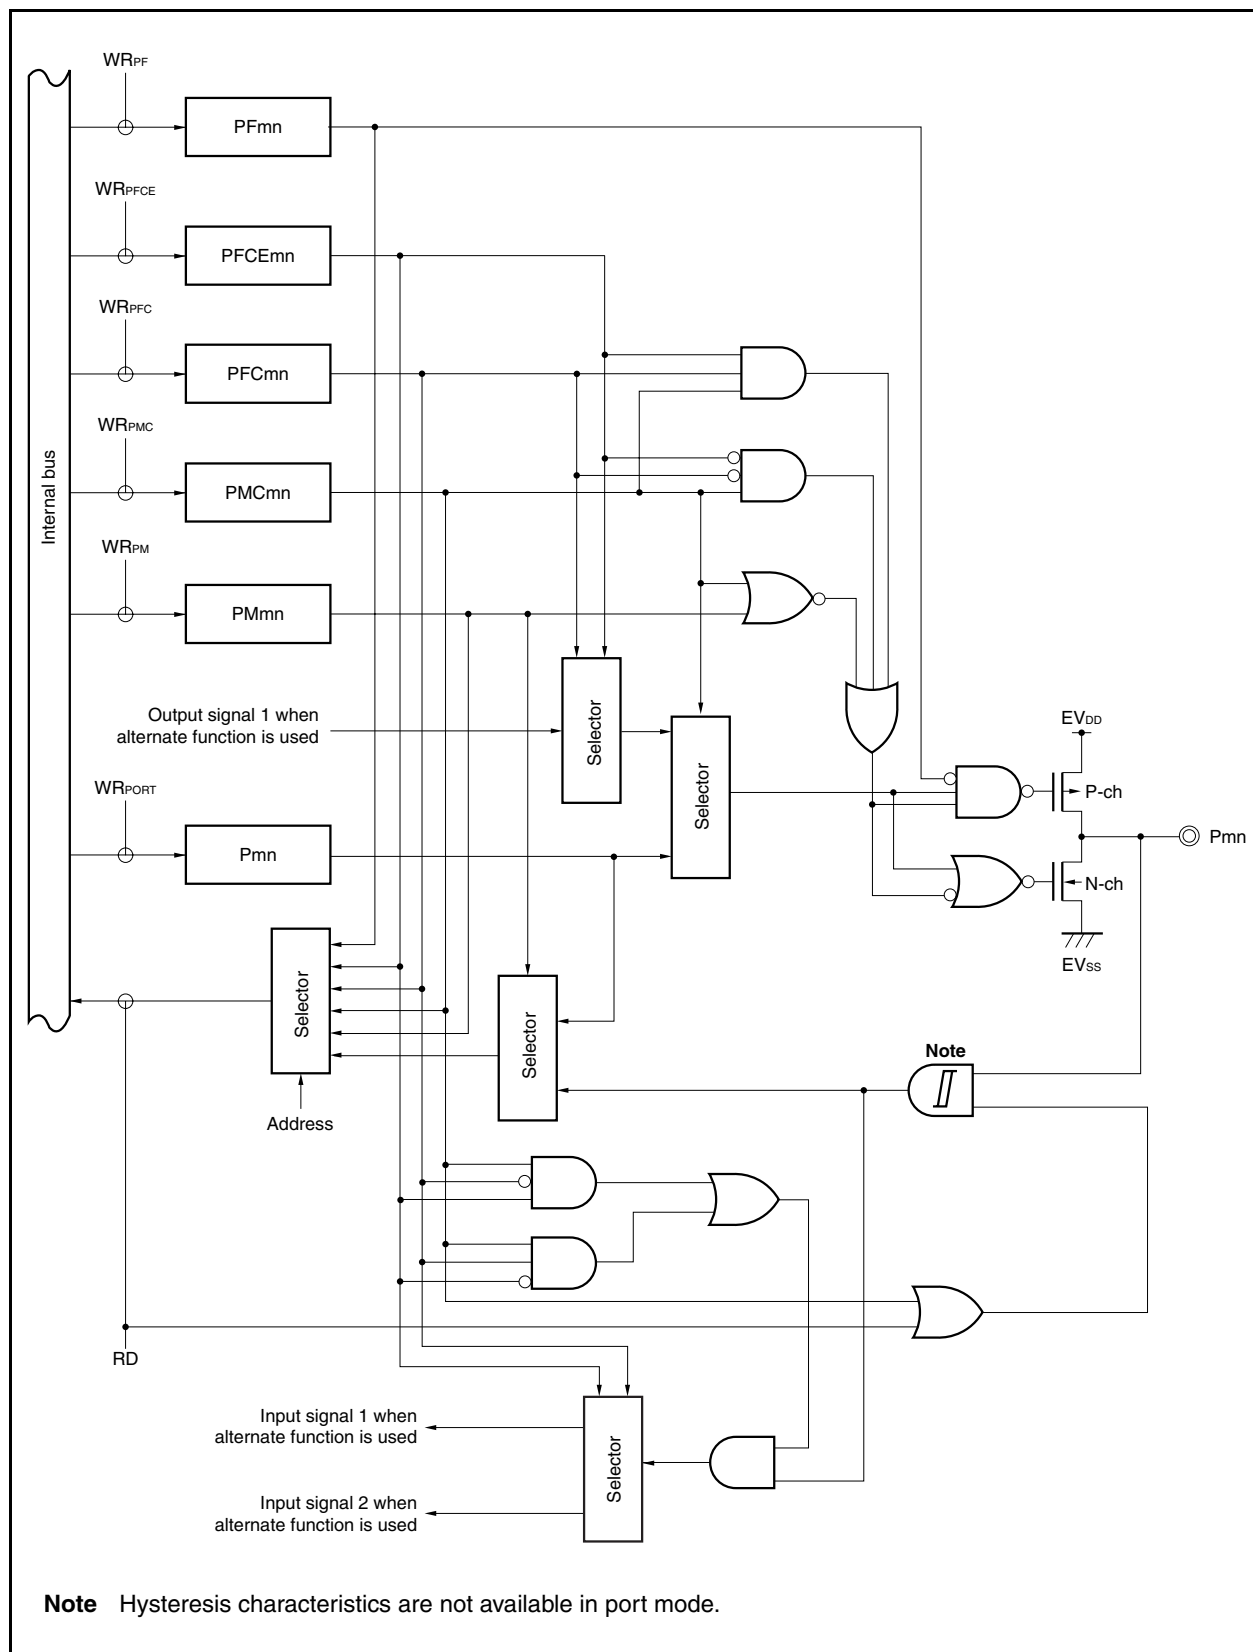 WRPF
PFmn
WRPFCE
PFCEmn
WRPFC
PFCmn
WRPMC
PMCmn
WRPM
PMmn
Internal bus
Output signal 1 when
alternate function is used
Selector
Selector
EVDD
P-ch
WRPORT
Pmn
Pmn
N-ch
EVSS
Selector
Selector
Note
Address
RD
Input signal 1 when
alternate function is used
Selector
Input signal 2 when
alternate function is used
Note Hysteresis characteristics are not available in port mode.